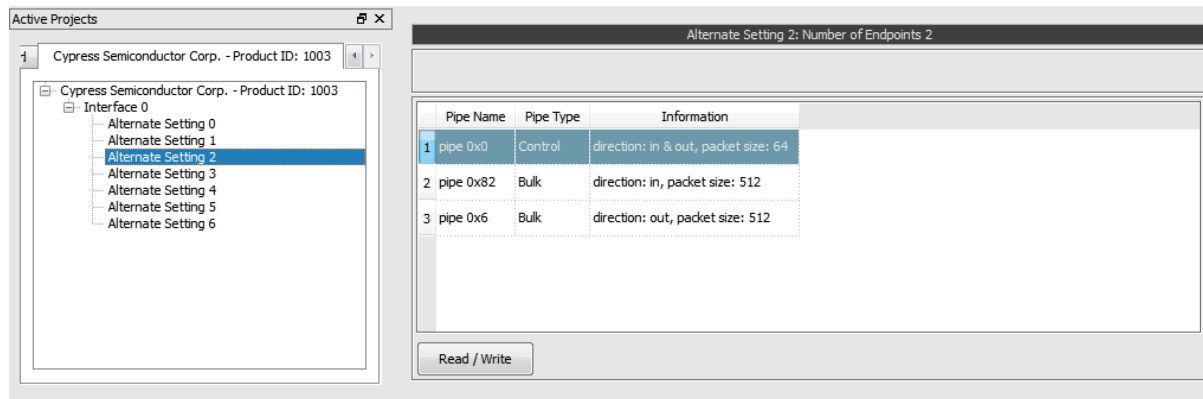 Active Projects
Cypress Semiconductor Corp. - Product ID: 1003
Cypress Semiconductor Corp. - Product ID: 1003
Interface 0
Alternate Setting 0
Alternate Setting 1
Alternate Setting 2
Alternate Setting 3
Alternate Setting 4
Alternate Setting 5
Alternate Setting 6
Alternate Setting 2: Number of Endpoints 2
Pipe Name Pipe Type Information
1 pipe 0x0 Control direction: in & out, packet size: 64
2 pipe 0x82 Bulk direction: in, packet size: 512
3 pipe 0x6 Bulk direction: out, packet size: 512
Read / Write